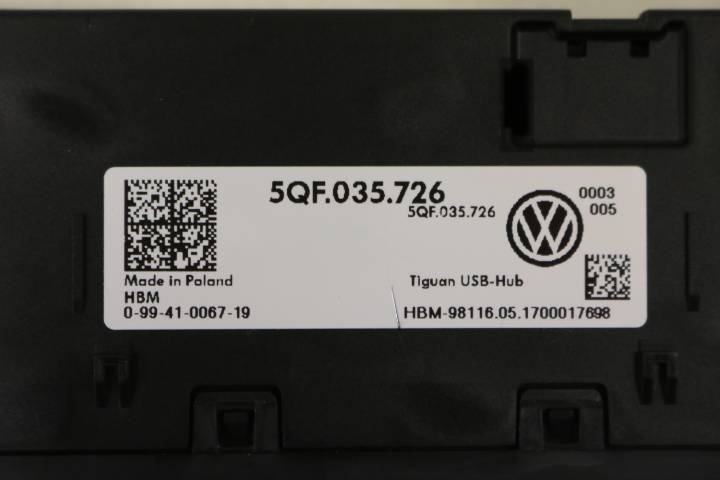 5QF.035.726
5QF.035.726
0003
005
Made in Poland
HBM
0-99-41-0067-19
Tiguan USB-Hub
HBM-98116.05.1700017698